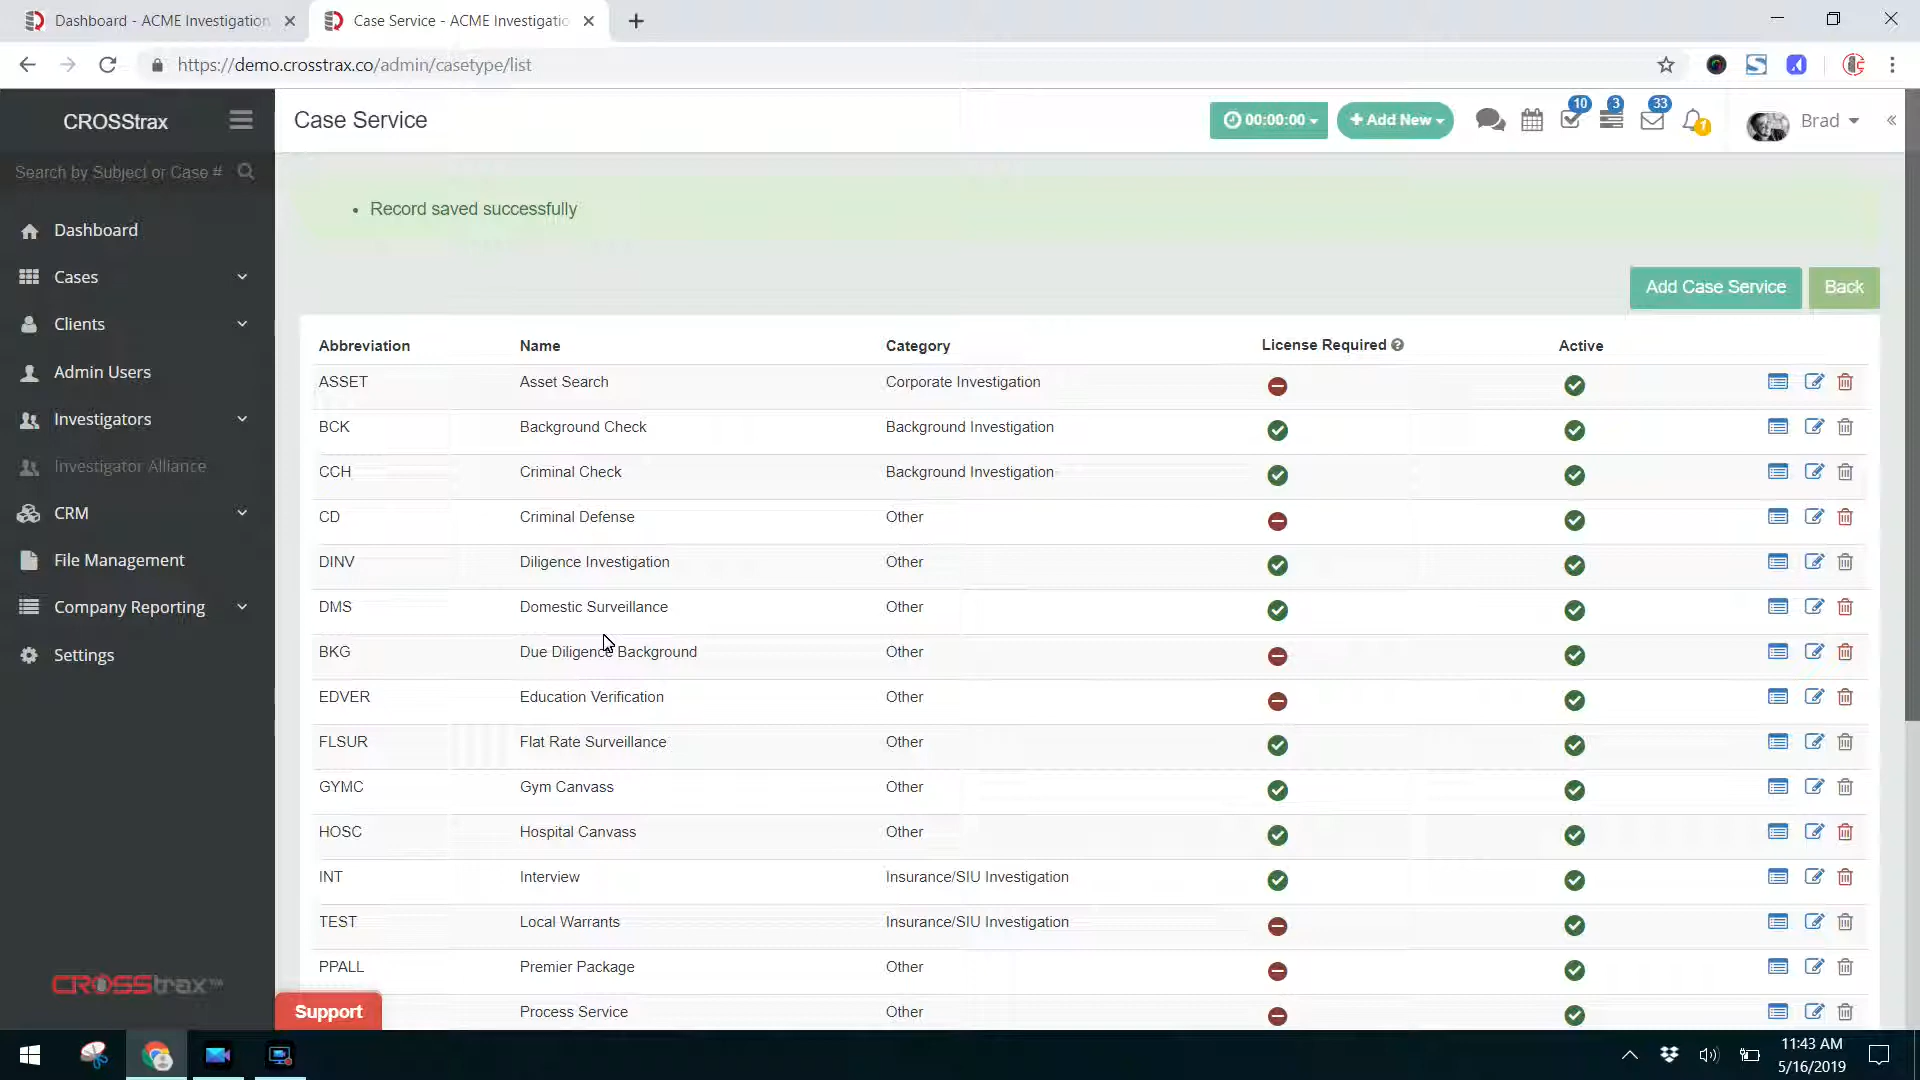 Dashboard - ACME Investigation
Case Service - ACME Investigatio
https://demo.crosstrax.co/admin/casetype/list
CROSStrax
Case Service
00:00:00
Add New
10
3
33
1
Brad
Search by Subject or Case #
Record saved successfully
Dashboard
Cases
Clients
Admin Users
Investigators
Investigator Alliance
CRM
File Management
Company Reporting
Settings
Add Case Service
Back
Abbreviation Name Category License Required Active
ASSET Asset Search Corporate Investigation
BCK Background Check Background Investigation
CCH Criminal Check Background Investigation
CD Criminal Defense Other
DINV Diligence Investigation Other
DMS Domestic Surveillance Other
BKG Due Diligence Background Other
EDVER Education Verification Other
FLSUR Flat Rate Surveillance Other
GYMC Gym Canvass Other
HOSC Hospital Canvass Other
INT Interview Insurance/SIU Investigation
TEST Local Warrants Insurance/SIU Investigation
PPALL Premier Package Other
Process Service Other
CROSStrax
Support
11:43 AM
5/16/2019